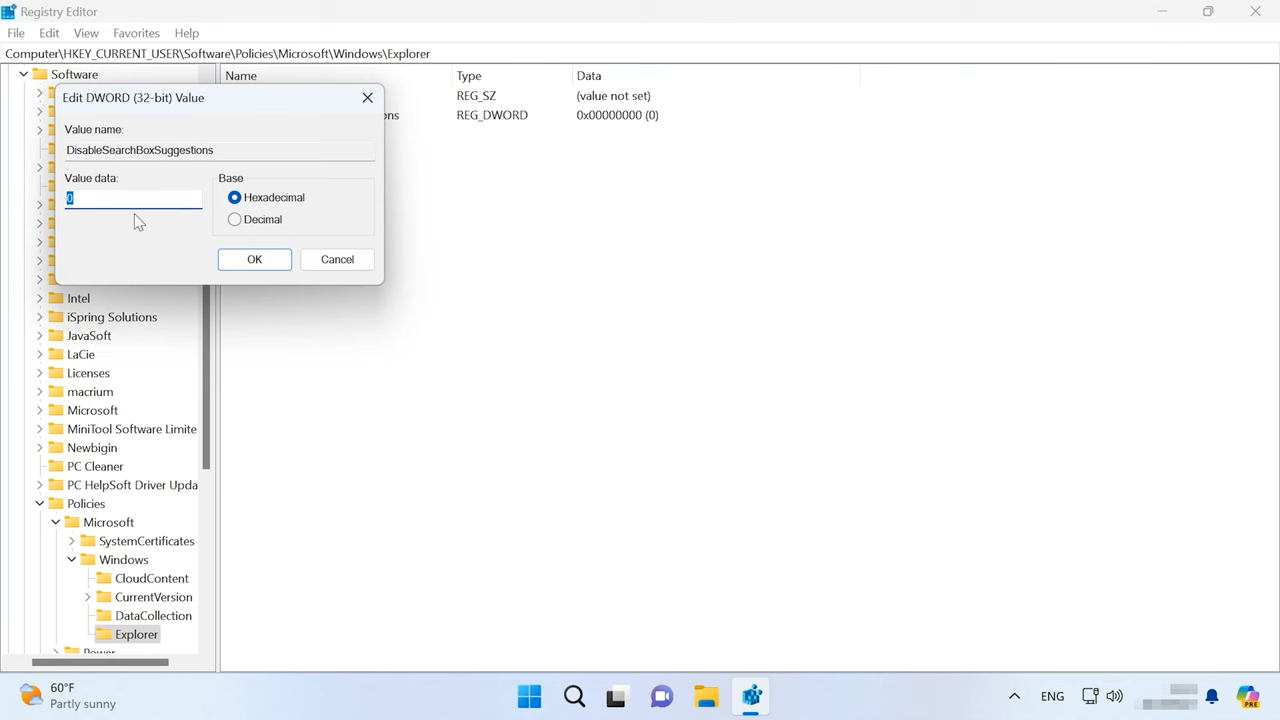 Registry Editor
File Edit View Favorites Help
Computer\HKEY_CURRENT_USER\Software\Policies\Microsoft\Windows\Explorer
Software
Name Type Data
REG_SZ (value not set)
ns REG_DWORD 0x00000000 (0)
Edit DWORD (32-bit) Value
Value name:
DisableSearchBoxSuggestions
Value data:
0
Base
Hexadecimal
Decimal
OK Cancel
Intel
iSpring Solutions
JavaSoft
LaCie
Licenses
macrium
Microsoft
MiniTool Software Limite
Newbigin
PC Cleaner
PC HelpSoft Driver Upda
Policies
Microsoft
SystemCertificates
Windows
CloudContent
CurrentVersion
DataCollection
Explorer
Power
60°F
Partly sunny
ENG
PRE